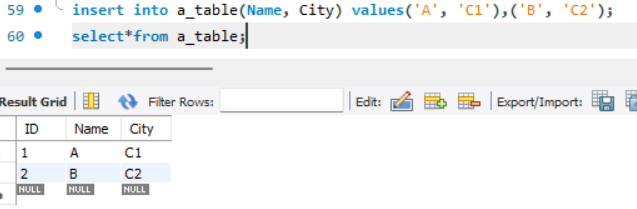 59 insert into a_table(Name, City) values('A', 'C1'),('B', 'C2');
60 select*from a_table;
Result Grid Filter Rows: Edit: Export/Import:
ID Name City
1 A C1
2 B C2
NULL NULL NULL